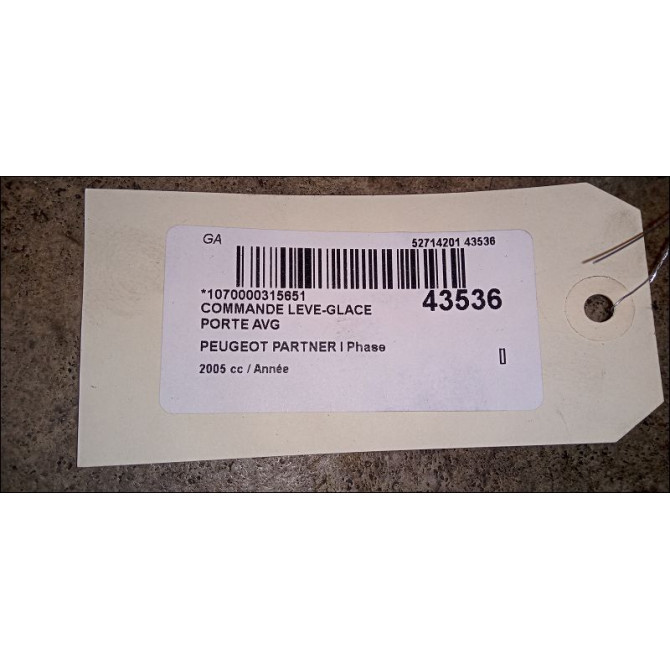 GA 52714201 43536
*1070000315651 43536
COMMANDE LEVE-GLACE
PORTE AVG
PEUGEOT PARTNER I Phase
2005 cc / Année